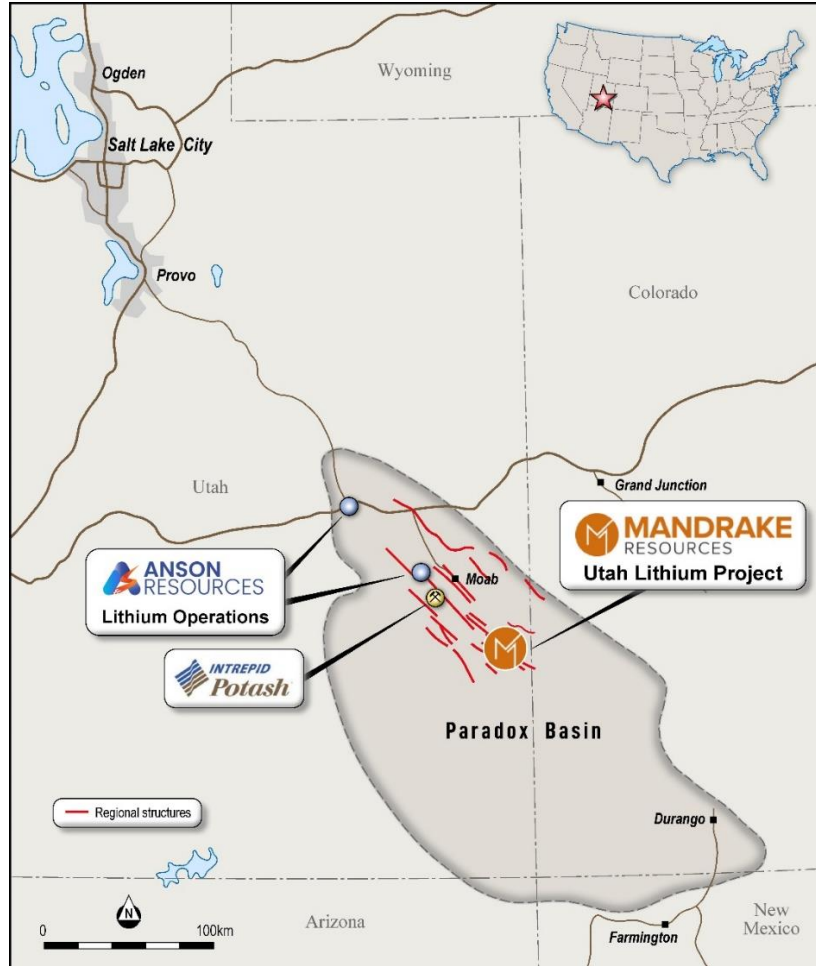 Ogden
Wyoming
Salt Lake City
Provo
Colorado
Utah
Grand Junction
MANDRAKE
RESOURCES
Utah Lithium Project
ANSON
RESOURCES
Lithium Operations
Moab
INTREPID
Potash
Paradox Basin
Regional structures
Durango
N
0 100km
Arizona
New
Mexico
Farmington